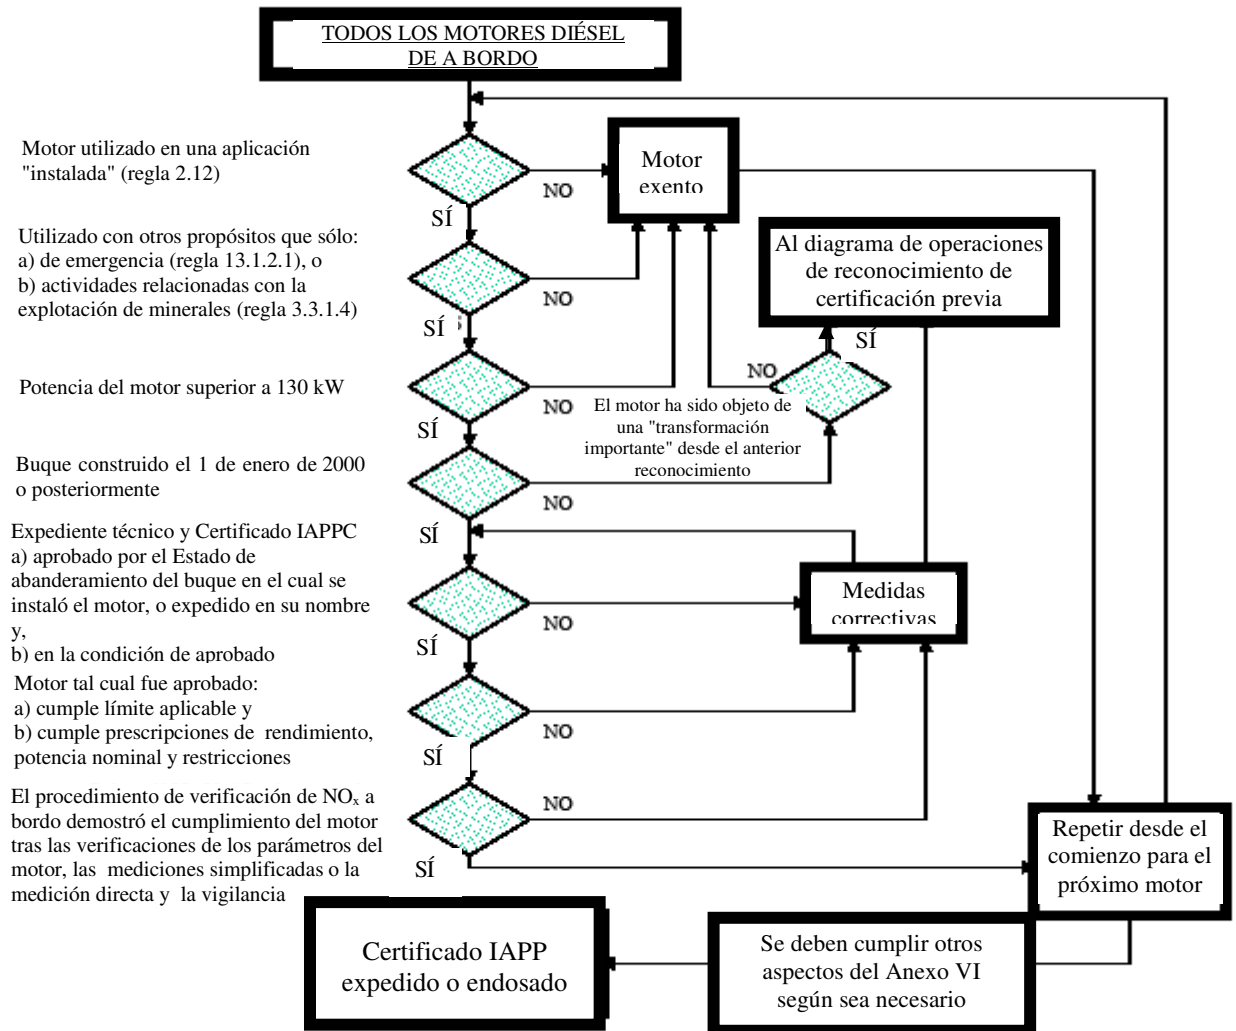 TODOS LOS MOTORES DIÉSEL
DE A BORDO
Motor utilizado en una aplicación
"instalada" (regla 2.12)
NO
Motor
exento
SÍ
Utilizado con otros propósitos que sólo:
a) de emergencia (regla 13.1.2.1), o
b) actividades relacionadas con la
explotación de minerales (regla 3.3.1.4)
NO
SÍ
Al diagrama de operaciones
de reconocimiento de
certificación previa
SÍ
NO
Potencia del motor superior a 130 kW
NO
SÍ
El motor ha sido objeto de
una "transformación
importante" desde el anterior
reconocimiento
Buque construido el 1 de enero de 2000
o posteriormente
NO
SÍ
Expediente técnico y Certificado IAPPC
a) aprobado por el Estado de
abanderamiento del buque en el cual se
instaló el motor, o expedido en su nombre
y,
b) en la condición de aprobado
NO
SÍ
Medidas
correctivas
Motor tal cual fue aprobado:
a) cumple límite aplicable y
b) cumple prescripciones de rendimiento,
potencia nominal y restricciones
NO
SÍ
El procedimiento de verificación de NOx a
bordo demostró el cumplimiento del motor
tras las verificaciones de los parámetros del
motor, las mediciones simplificadas o la
medición directa y la vigilancia
NO
SÍ
Repetir desde el
comienzo para el
próximo motor
Se deben cumplir otros
aspectos del Anexo VI
según sea necesario
Certificado IAPP
expedido o endosado